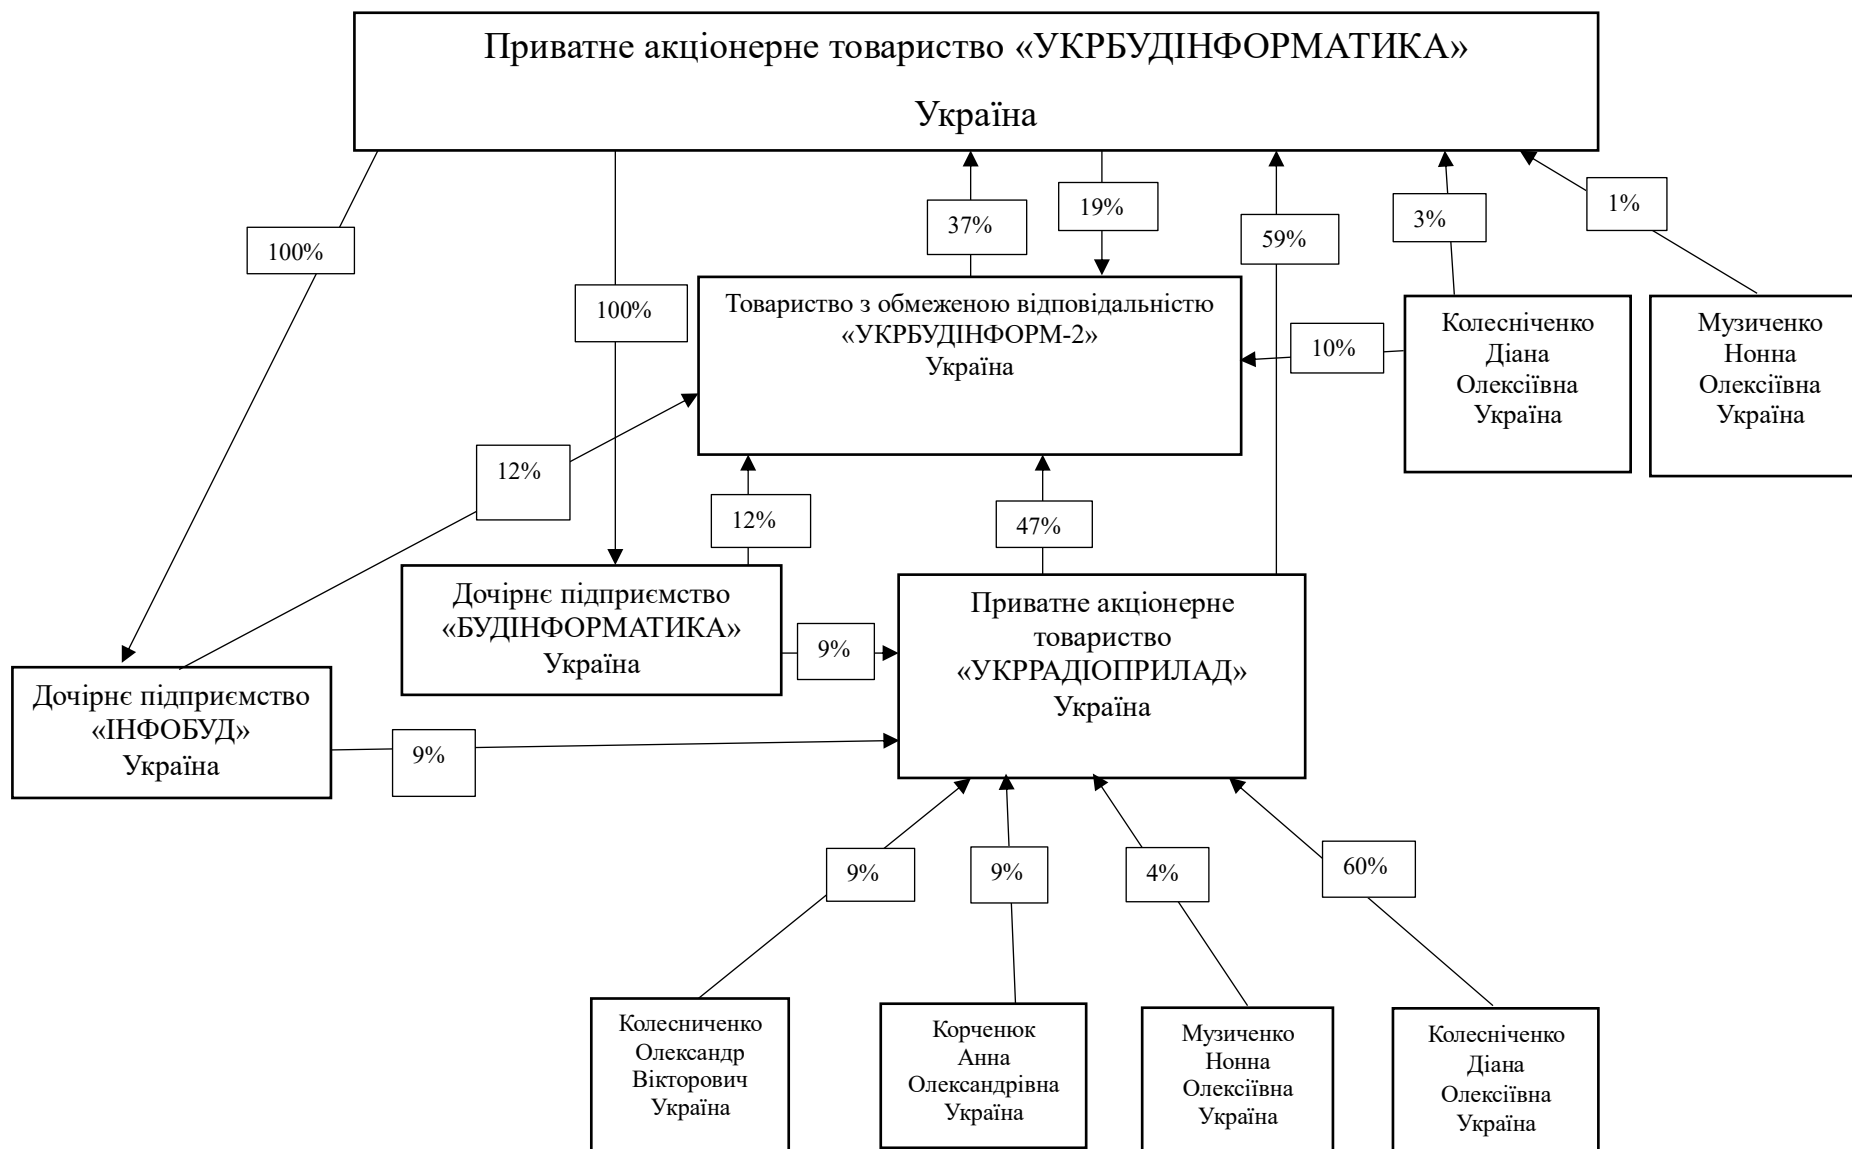 Приватне акціонерне товариство «УКРБУДІНФОРМАТИКА»
Україна
100%
100%
37%
19%
59%
3%
1%
Товариство з обмеженою відповідальністю
«УКРБУДІНФОРМ-2»
Україна
10%
Колесніченко
Діана
Олексіївна
Україна
Музиченко
Нонна
Олексіївна
Україна
12%
12%
47%
Дочірнє підприємство
«БУДІНФОРМАТИКА»
Україна
9%
Приватне акціонерне
товариство
«УКРРАДІОПРИЛАД»
Україна
Дочірнє підприємство
«ІНФОБУД»
Україна
9%
9%
9%
4%
60%
Колесниченко
Олександр
Вікторович
Україна
Корченюк
Анна
Олександрівна
Україна
Музиченко
Нонна
Олексіївна
Україна
Колесніченко
Діана
Олексіївна
Україна